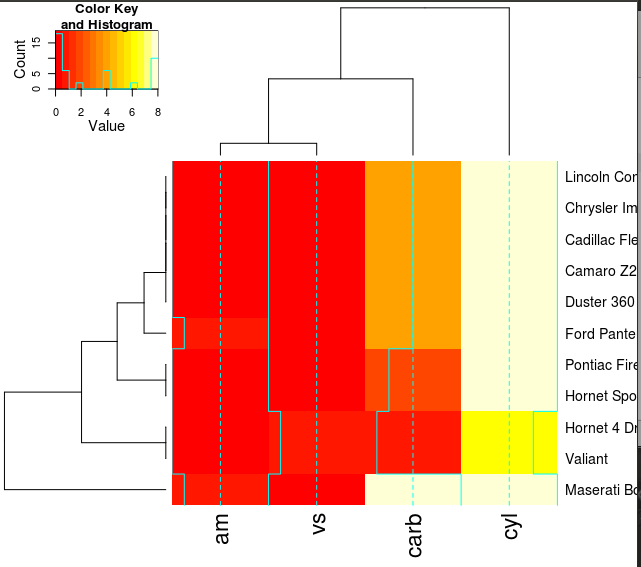 Color Key
and Histogram
Count
0 5 15
0 2 4 6 8
Value
Lincoln Con
Chrysler Im
Cadillac Fle
Camaro Z2
Duster 360
Ford Pante
Pontiac Fire
Hornet Spo
Hornet 4 Dr
Valiant
Maserati Bo
am vs carb cyl